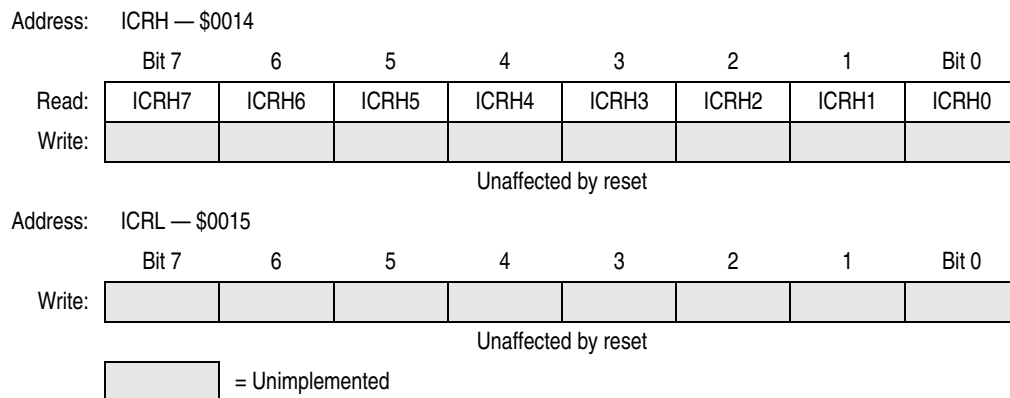 Address: ICRH — $0014
Bit 7 6 5 4 3 2 1 Bit 0
Read: ICRH7 ICRH6 ICRH5 ICRH4 ICRH3 ICRH2 ICRH1 ICRH0
Write:
Unaffected by reset
Address: ICRL — $0015
Bit 7 6 5 4 3 2 1 Bit 0
Write:
Unaffected by reset
= Unimplemented